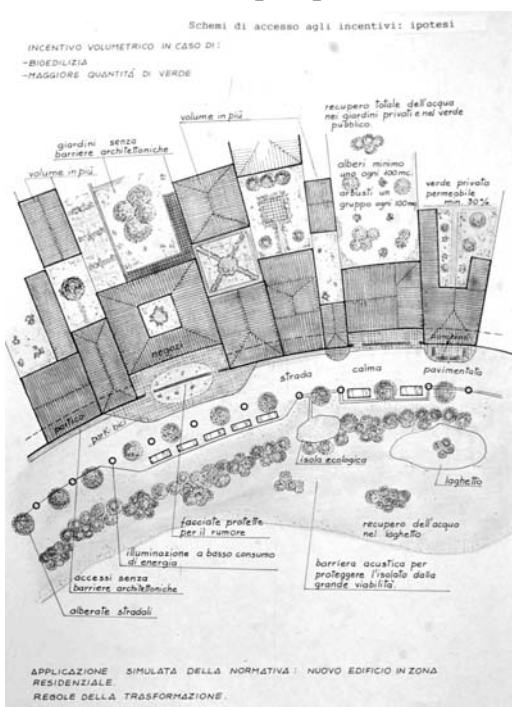 Schemi di accesso agli incentivi: ipotesi
INCENTIVO VOLUMETRICO IN CASO DI:
-BIOEDILIZIA
-MAGGIORE QUANTITÁ DI VERDE
volume in più
giardini senza
barriere architettoniche
volume in più
recupero totale dell'acqua
nei giardini privati e nel verde
pubblico.
alberi minimo
uno ogni 100 mc.
arbusti un
gruppo ogni 100 mc
verde privato
permeabile
min. 30%
negozi
portico
park bici
strada calma pavimentata
isola ecologica
laghetto
facciate protette
per il rumore
recupero dell'acqua
nel laghetto
illuminazione a basso consumo
di energia
barriera acustica per
proteggere l'isolato dalla
grande viabilità.
accessi senza
barriere architettoniche
alberate stradali
APPLICAZIONE SIMULATA DELLA NORMATIVA: NUOVO EDIFICIO IN ZONA
RESIDENZIALE.
REGOLE DELLA TRASFORMAZIONE.